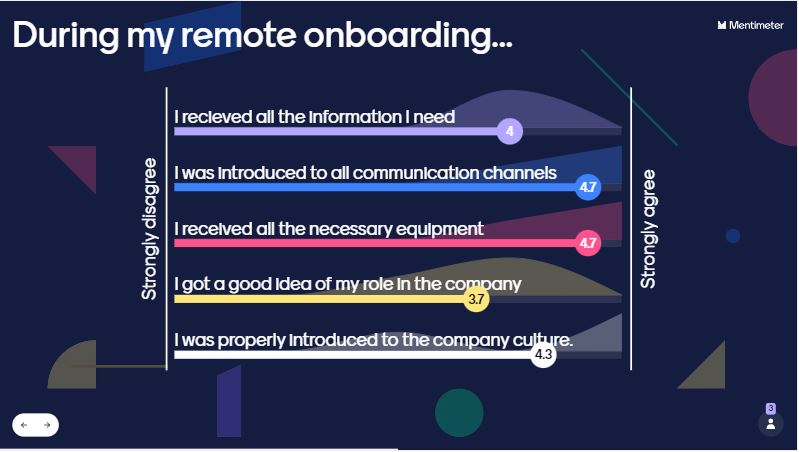 During my remote onboarding...
Mentimeter
I recieved all the information I need
4
I was introduced to all communication channels
4.7
I received all the necessary equipment
4.7
I got a good idea of my role in the company
3.7
I was properly introduced to the company culture.
4.3
Strongly disagree
Strongly agree
3